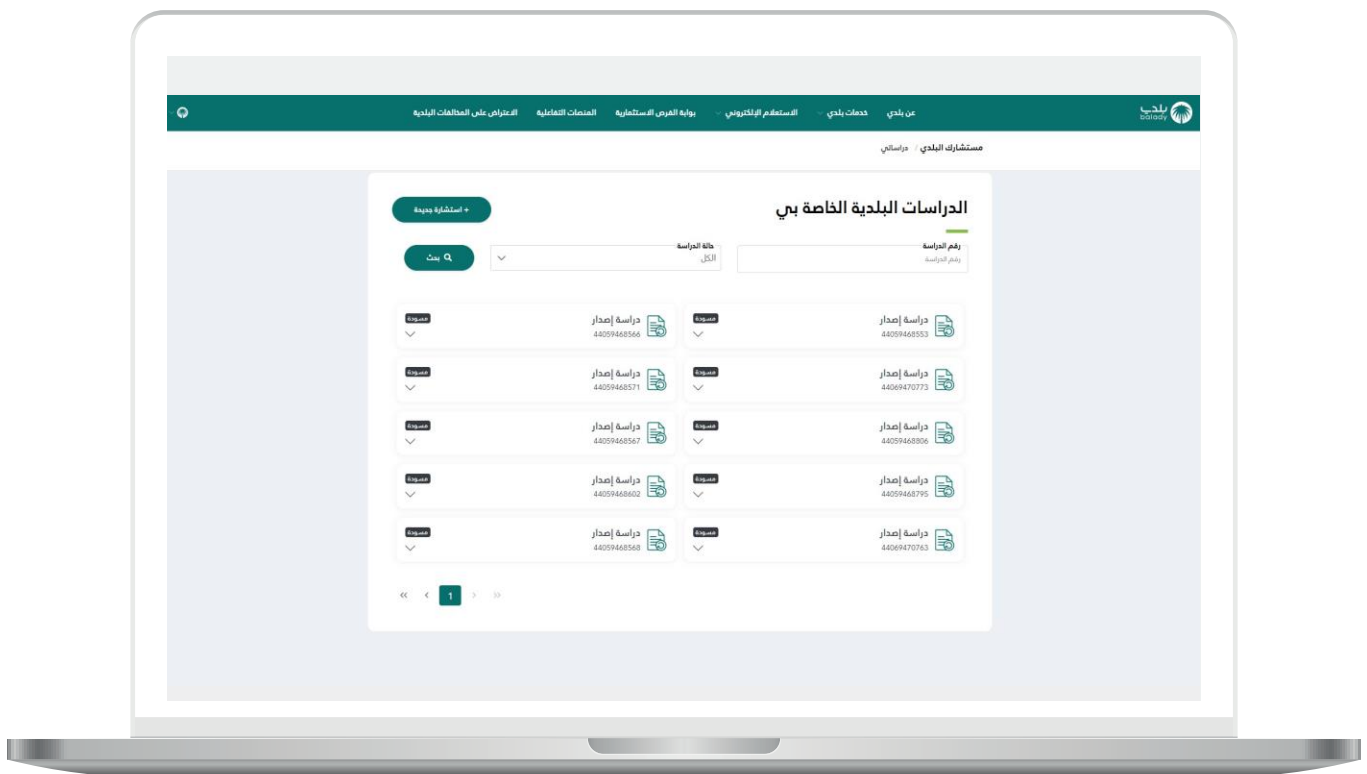 بلدي
balady
عن بلدي
خدمات بلدي
الاستعلام الإلكتروني
بوابة الفرص الاستثمارية
المنصات التفاعلية
الاعتراض على المخالفات البلدية
مستشارك البلدي / دراساتي
الدراسات البلدية الخاصة بي
+ استشارة جديدة
رقم الدراسة
رقم الدراسة
حالة الدراسة
الكل
بحث
دراسة إصدار
44059468553
مسودة
دراسة إصدار
44059468566
مسودة
دراسة إصدار
44069470773
مسودة
دراسة إصدار
44059468571
مسودة
دراسة إصدار
44059468806
مسودة
دراسة إصدار
44059468567
مسودة
دراسة إصدار
44059468795
مسودة
دراسة إصدار
44059468602
مسودة
دراسة إصدار
44069470763
مسودة
دراسة إصدار
44059468568
مسودة
1